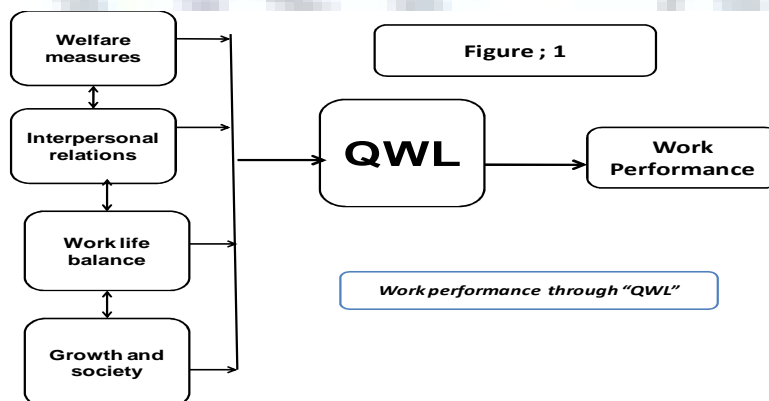 Welfare
measures
Figure ; 1
Interpersonal
relations
QWL
Work
Performance
Work life
balance
Work performance through “QWL”
Growth and
society